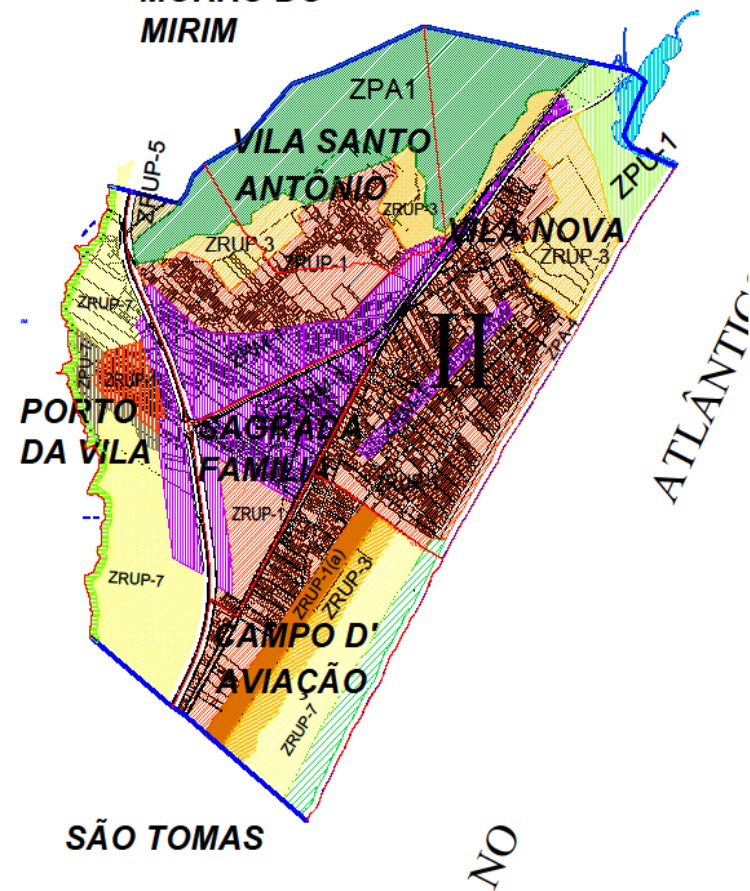 MIRIM
ZPA1
ZRUP-5
VILA SANTO
ANTÔNIO
ZRUP-3
ZPU-1
VILA NOVA
ZRUP-3
ZRUP-1
ZRUP-3
ZRUP-7
II
PORTO
DA VILA
SAGRADA
FAMILIA
ZRUP-1
ZRUP-7
ZRUP-1(a)
ZRUP-3
CAMPO D'
AVIAÇÃO
ZRUP-7
SÃO TOMAS
NO